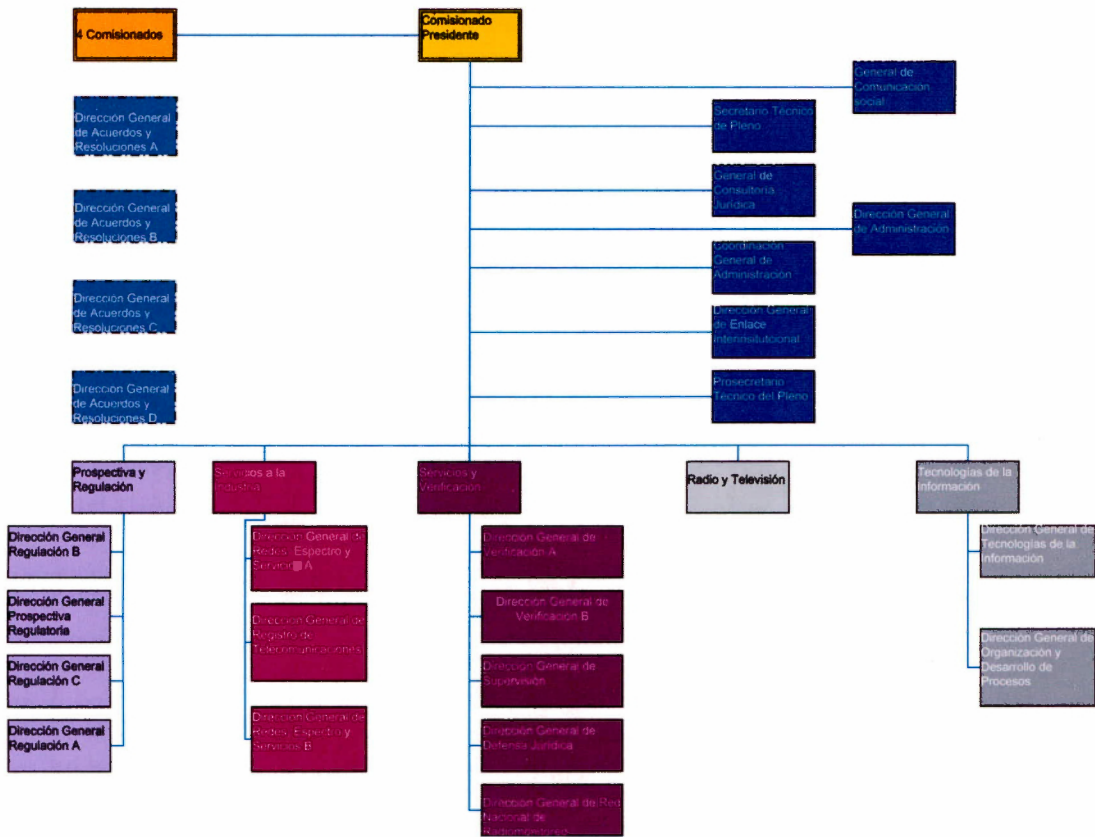 4 Comisionados
Comisionado
Presidente
General de
Comunicación
social
Dirección General
de Acuerdos y
Resoluciones A
Secretario Técnico
de Pleno
General de
Consultoría
Jurídica
Dirección General
de Acuerdos y
Resoluciones B
Dirección General
de Administración
Coordinación
General de
Administración
Dirección General
de Acuerdos y
Resoluciones C
Dirección General
de Enlace
Interinsitutcional
Prosecretario
Técnico del Pleno
Dirección General
de Acuerdos y
Resoluciones D
Prospectiva y
Regulación
Servicios a la
Industria
Servicios y
Verificación
Radio y Televisión
Tecnologías de la
Información
Dirección General
Regulación B
Dirección General
Prospectiva
Regulatoria
Dirección General
Regulación C
Dirección General
Regulación A
Dirección General de
Redes, Espectro y
Servicios A
Dirección General de
Registro de
Telecomunicaciones
Dirección General de
Redes, Espectro y
Servicios B
Dirección General de
Verificación A
Dirección General de
Verificación B
Dirección General de
Supervisión
Dirección General de
Defensa Jurídica
Dirección General de Red
Nacional de
Radiomonitoreo
Dirección General de
Tecnologías de la
Información
Dirección General de
Organización y
Desarrollo de
Procesos